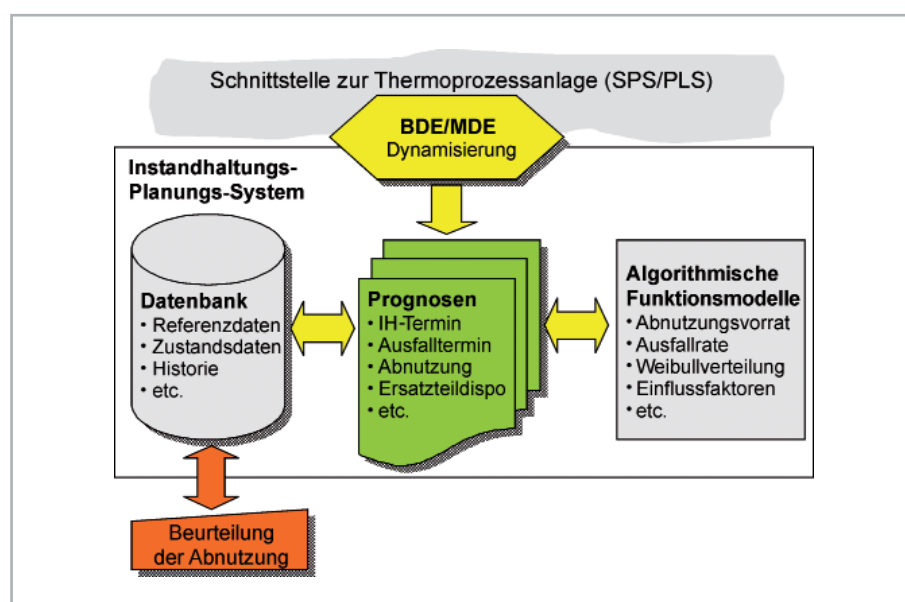 Schnittstelle zur Thermoprozessanlage (SPS/PLS)
BDE/MDE
Dynamisierung
Instandhaltungs-
Planungs-System
Datenbank
• Referenzdaten
• Zustandsdaten
• Historie
• etc.
Prognosen
• IH-Termin
• Ausfalltermin
• Abnutzung
• Ersatzteildispo
• etc.
Algorithmische
Funktionsmodelle
• Abnutzungsvorrat
• Ausfallrate
• Weibullverteilung
• Einflussfaktoren
• etc.
Beurteilung
der Abnutzung